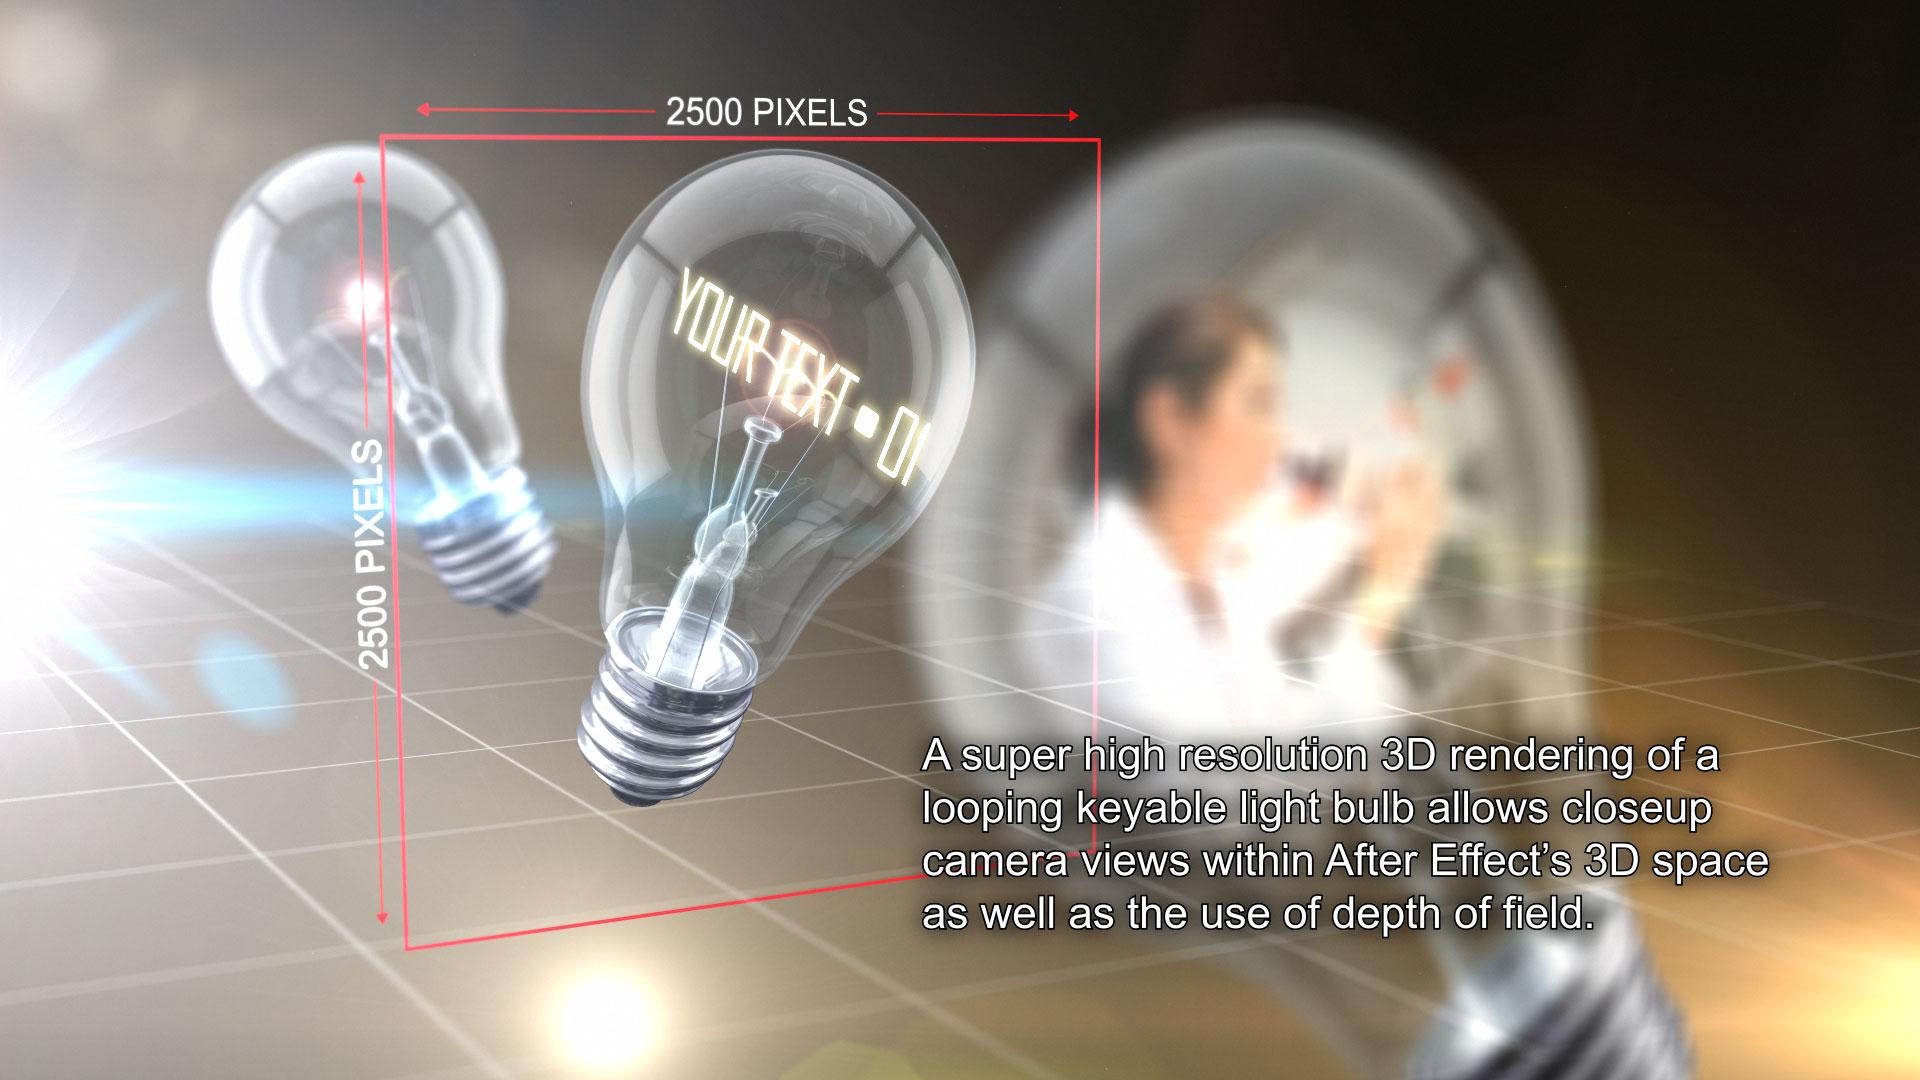 2500 PIXELS
2500 PIXELS
YOUR TEXT • 01
A super high resolution 3D rendering of a
looping keyable light bulb allows closeup
camera views within After Effect’s 3D space
as well as the use of depth of field.